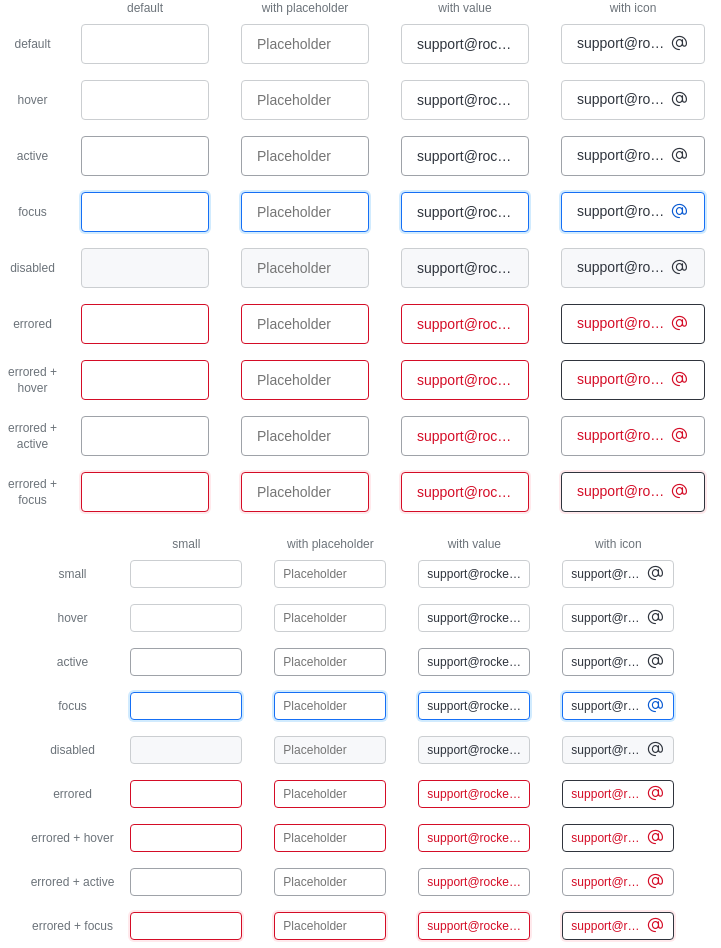 default with placeholder with value with icon
default Placeholder support@roc… support@ro… @
hover Placeholder support@roc… support@ro… @
active Placeholder support@roc… support@ro… @
focus Placeholder support@roc… support@ro… @
disabled Placeholder support@roc… support@ro… @
errored Placeholder support@roc… support@ro… @
errored +
hover Placeholder support@roc… support@ro… @
errored +
active Placeholder support@roc… support@ro… @
errored +
focus Placeholder support@roc… support@ro… @
small with placeholder with value with icon
small Placeholder support@rocke… support@r… @
hover Placeholder support@rocke… support@r… @
active Placeholder support@rocke… support@r… @
focus Placeholder support@rocke… support@r… @
disabled Placeholder support@rocke… support@r… @
errored Placeholder support@rocke… support@r… @
errored + hover Placeholder support@rocke… support@r… @
errored + active Placeholder support@rocke… support@r… @
errored + focus Placeholder support@rocke… support@r… @